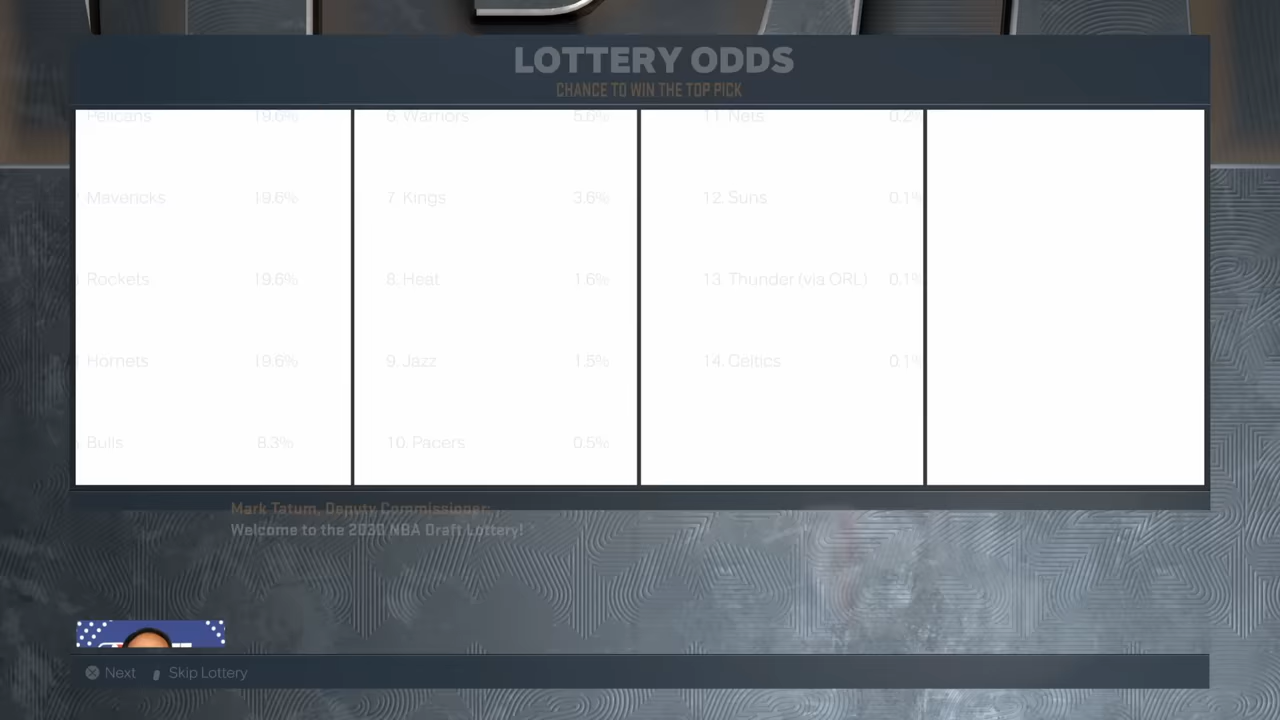 LOTTERY ODDS
CHANCE TO WIN THE TOP PICK
Pelicans 19.6%
Mavericks 19.6%
Rockets 19.6%
Hornets 19.6%
Bulls 8.3%
6. Warriors 5.6%
7. Kings 3.6%
8. Heat 1.6%
9. Jazz 1.5%
10. Pacers 0.5%
11. Nets 0.2%
12. Suns 0.1%
13. Thunder (via ORL) 0.1%
14. Celtics 0.1%
Mark Tatum, Deputy Commissioner:
Welcome to the 2030 NBA Draft Lottery!
Next Skip Lottery